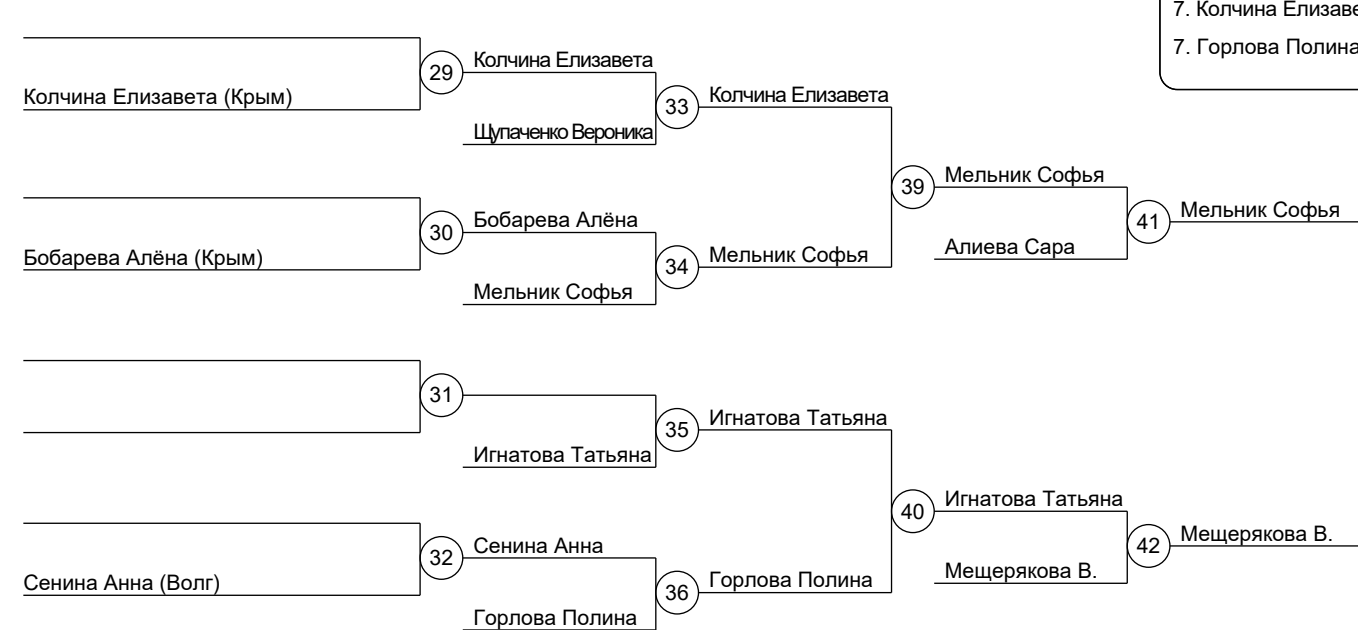 7. Колчина Елизаве
7. Горлова Полина
29 Колчина Елизавета
Колчина Елизавета (Крым)
33 Колчина Елизавета
Щупаченко Вероника
39 Мельник Софья
30 Бобарева Алёна
41 Мельник Софья
Алиева Сара
Бобарева Алёна (Крым)
34 Мельник Софья
Мельник Софья
31
35 Игнатова Татьяна
Игнатова Татьяна
40 Игнатова Татьяна
42 Мещерякова В.
32 Сенина Анна
Мещерякова В.
Сенина Анна (Волг)
36 Горлова Полина
Горлова Полина